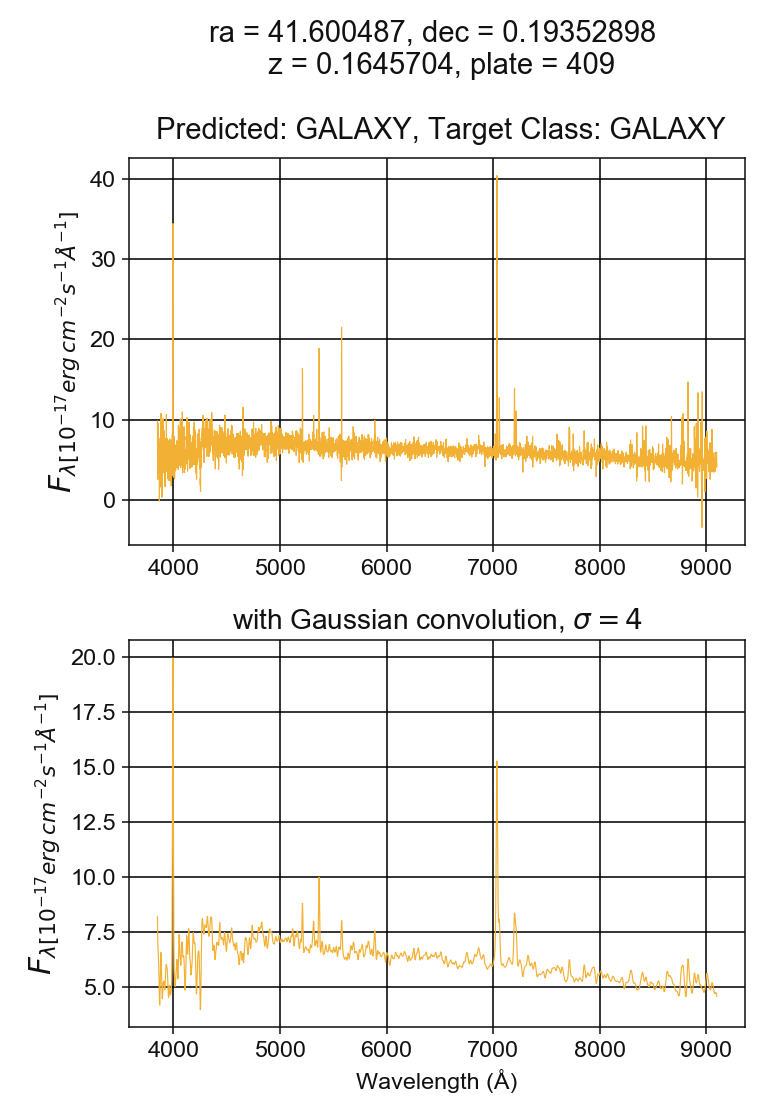 ra = 41.600487, dec = 0.19352898
z = 0.1645704, plate = 409
Predicted: GALAXY, Target Class: GALAXY
F_λ[10^{-17} erg cm^{-2} s^{-1} Å^{-1}]
40
30
20
10
0
4000 5000 6000 7000 8000 9000
with Gaussian convolution, σ = 4
F_λ[10^{-17} erg cm^{-2} s^{-1} Å^{-1}]
20.0
17.5
15.0
12.5
10.0
7.5
5.0
4000 5000 6000 7000 8000 9000
Wavelength (Å)